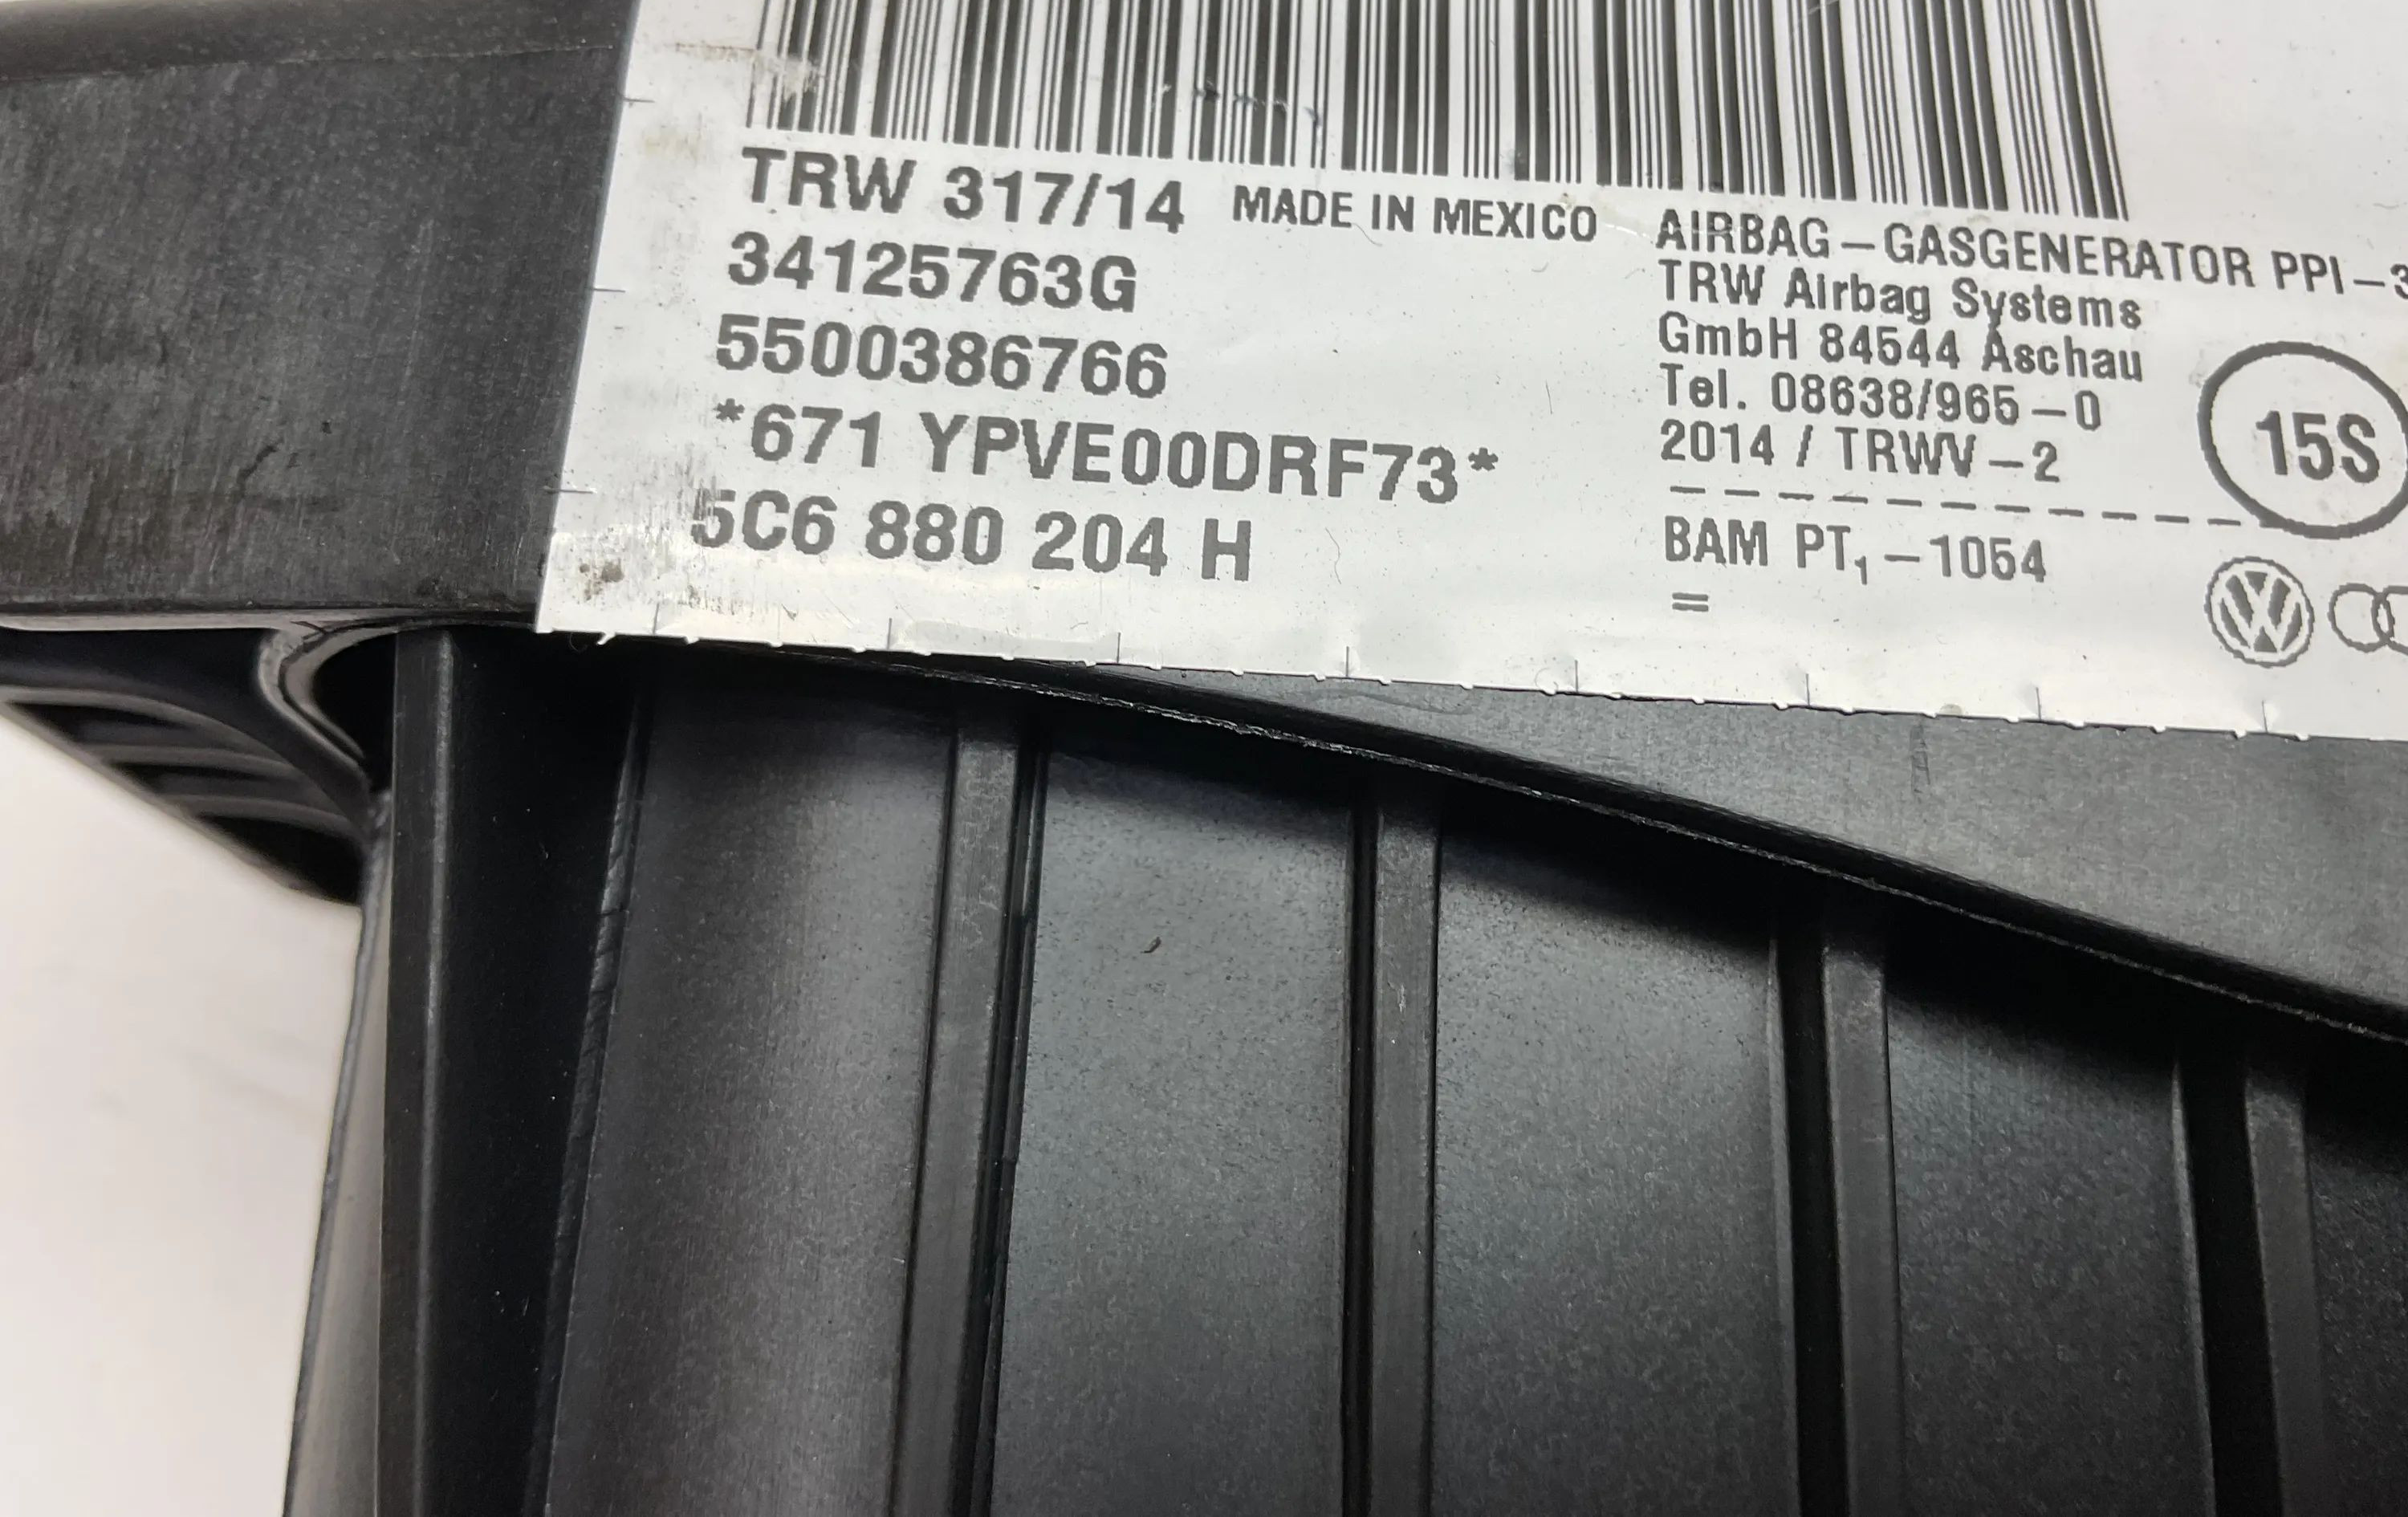 TRW 317/14 MADE IN MEXICO
34125763G
5500386766
*671 YPVE00DRF73*
5C6 880 204 H
AIRBAG-GASGENERATOR PPI-3
TRW Airbag Systems
GmbH 84544 Aschau
Tel. 08638/965-0
2014 / TRWV-2
BAM PT₁-1054
=
15S